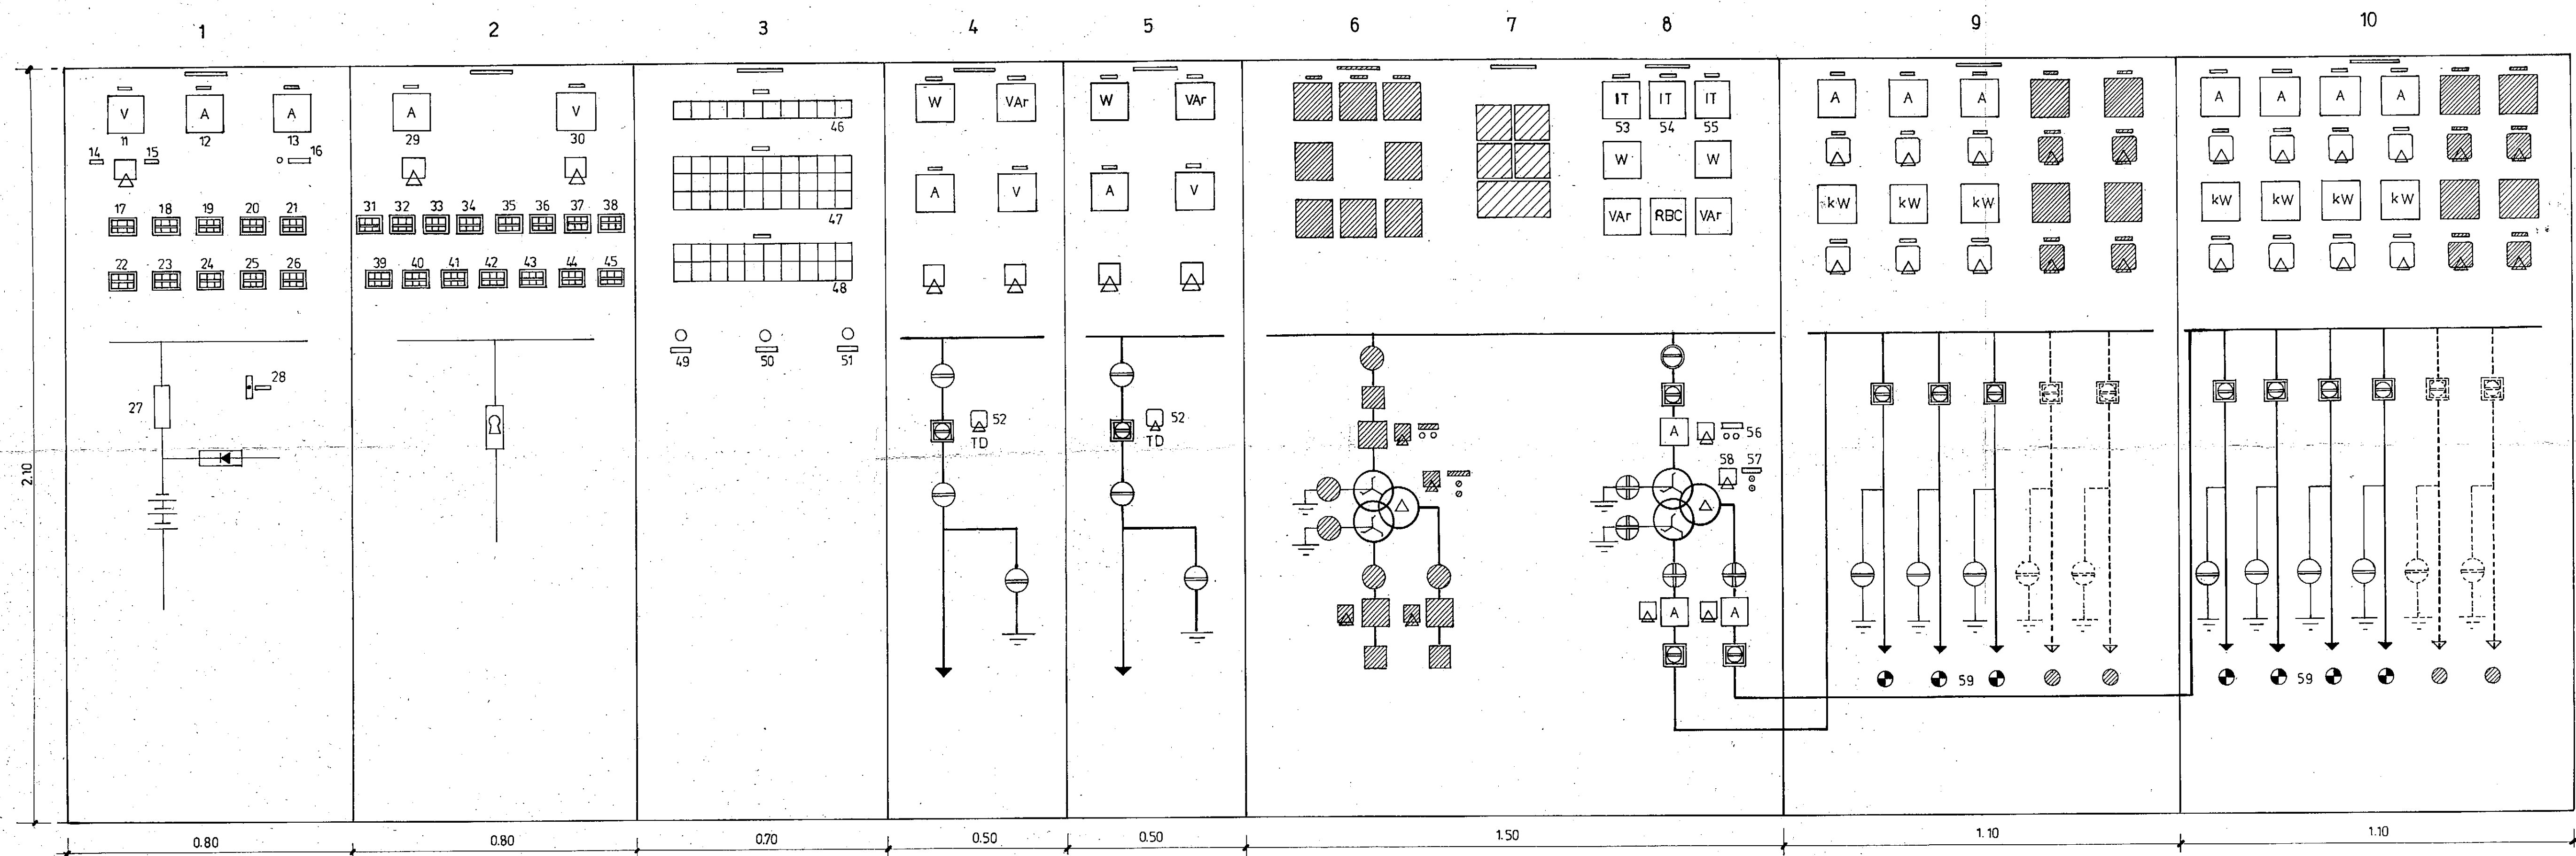 1 2 3 4 5 6 7 8 9 10
V A A A V W VAr W VAr IT IT IT A A A A A A A
11 12 13 29 30 46 53 54 55
14 15 16 W W
A V A V kW kW kW kW kW kW kW
17 18 19 20 21 31 32 33 34 35 36 37 38 47 VAr RBC VAr
22 23 24 25 26 39 40 41 42 43 44 45 48
49 50 51
28
27 52 52 A 56
TD TD
58 57
2.10
A A
59 59
0.80 0.80 0.70 0.50 0.50 1.50 1.10 1.10